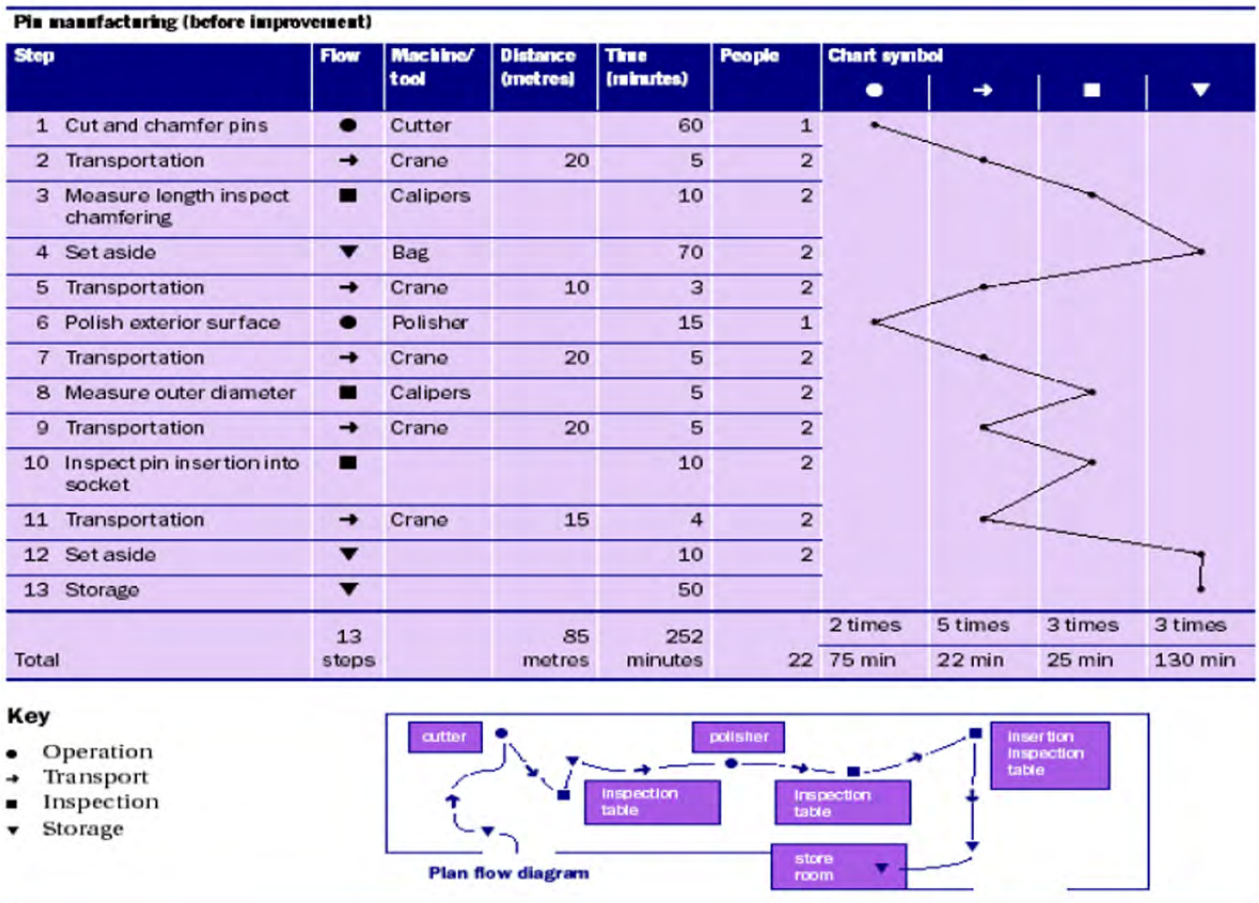 Pin manufacturing (before improvement)
Step Flow Machine/ Distance Time People Chart symbol
tool (metres) (minutes)
1 Cut and chamfer pins Cutter 60 1
2 Transportation Crane 20 5 2
3 Measure length inspect Calipers 10 2
chamfering
4 Set aside Bag 70 2
5 Transportation Crane 10 3 2
6 Polish exterior surface Polisher 15 1
7 Transportation Crane 20 5 2
8 Measure outer diameter Calipers 5 2
9 Transportation Crane 20 5 2
10 Inspect pin insertion into 10 2
socket
11 Transportation Crane 15 4 2
12 Set aside 10 2
13 Storage 50
2 times 5 times 3 times 3 times
13 85 252
Total steps metres minutes 22 75 min 22 min 25 min 130 min
Key
Operation
Transport
Inspection
Storage
cutter
polisher
insertion
inspection
table
inspection
table
inspection
table
store
room
Plan flow diagram